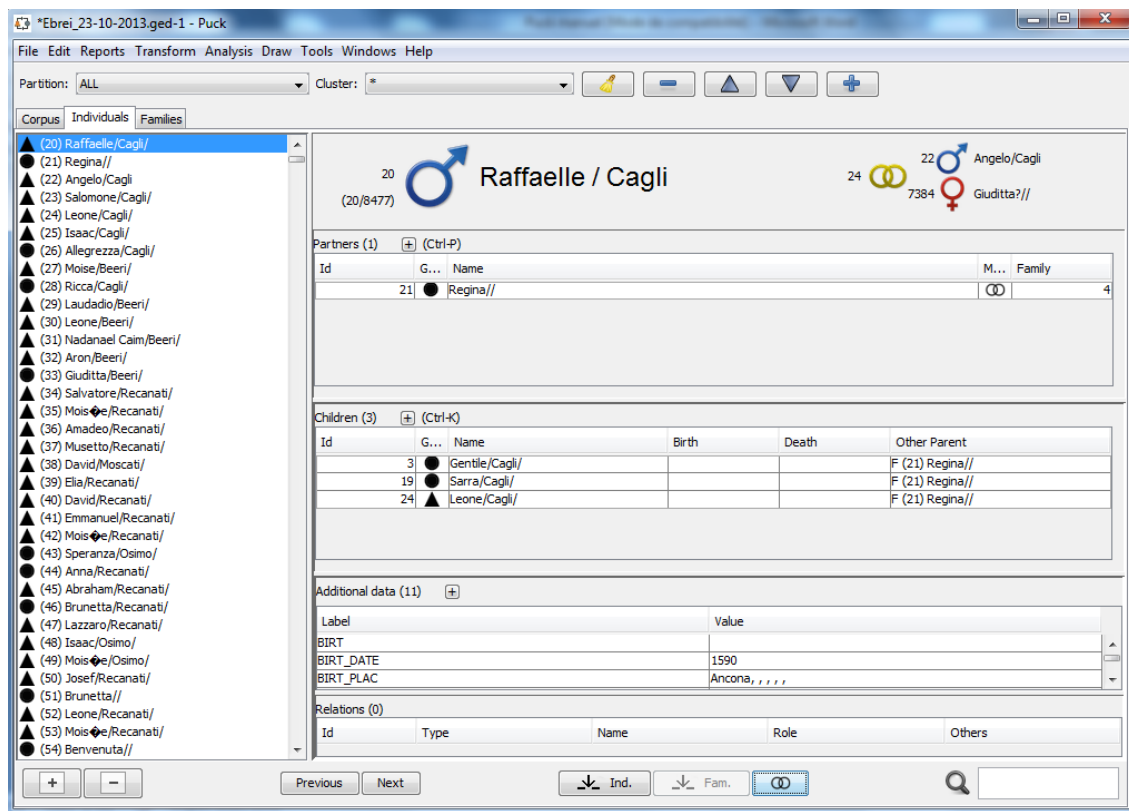 *Ebrei_23-10-2013.ged-1 - Puck
File Edit Reports Transform Analysis Draw Tools Windows Help
Partition: ALL Cluster: *
Corpus Individuals Families
(20) Raffaelle/Cagli/
(21) Regina//
(22) Angelo/Cagli
(23) Salomone/Cagli/
(24) Leone/Cagli/
(25) Isaac/Cagli/
(26) Allegrezza/Cagli/
(27) Moise/Beeri/
(28) Ricca/Cagli/
(29) Laudadio/Beeri/
(30) Leone/Beeri/
(31) Nadanael Caim/Beeri/
(32) Aron/Beeri/
(33) Giuditta/Beeri/
(34) Salvatore/Recanati/
(35) Mois�e/Recanati/
(36) Amadeo/Recanati/
(37) Musetto/Recanati/
(38) David/Moscati/
(39) Elia/Recanati/
(40) David/Recanati/
(41) Emmanuel/Recanati/
(42) Mois�e/Recanati/
(43) Speranza/Osimo/
(44) Anna/Recanati/
(45) Abraham/Recanati/
(46) Brunetta/Recanati/
(47) Lazzaro/Recanati/
(48) Isaac/Osimo/
(49) Mois�e/Osimo/
(50) Josef/Recanati/
(51) Brunetta//
(52) Leone/Recanati/
(53) Mois�e/Recanati/
(54) Benvenuta//
20
(20/8477)
Raffaelle / Cagli
24
22 Angelo/Cagli
7384 Giuditta?//
Partners (1) + (Ctrl-P)
Id G... Name M... Family
21 Regina// 4
Children (3) + (Ctrl-K)
Id G... Name Birth Death Other Parent
3 Gentile/Cagli/ F (21) Regina//
19 Sarra/Cagli/ F (21) Regina//
24 Leone/Cagli/ F (21) Regina//
Additional data (11) +
Label Value
BIRT
BIRT_DATE 1590
BIRT_PLAC Ancona, , , , ,
Relations (0)
Id Type Name Role Others
+ - Previous Next Ind. Fam.